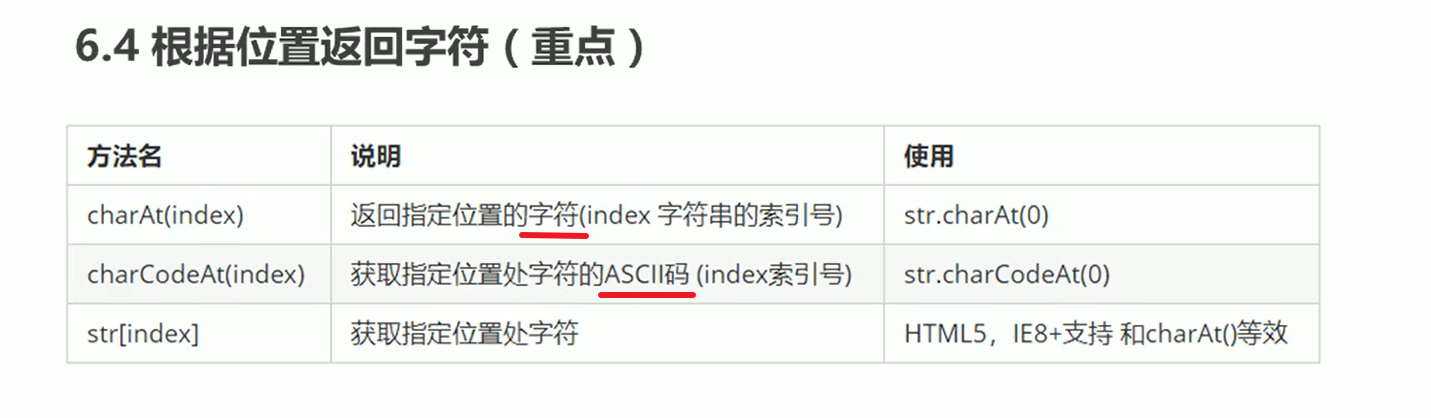 6.4 根据位置返回字符（重点）
方法名 说明 使用
charAt(index) 返回指定位置的字符(index 字符串的索引号) str.charAt(0)
charCodeAt(index) 获取指定位置处字符的ASCII码 (index索引号) str.charCodeAt(0)
str[index] 获取指定位置处字符 HTML5，IE8+支持 和charAt()等效